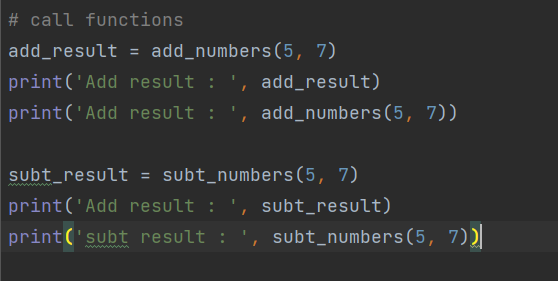 # call functions
add_result = add_numbers(5, 7)
print('Add result : ', add_result)
print('Add result : ', add_numbers(5, 7))
subt_result = subt_numbers(5, 7)
print('Add result : ', subt_result)
print('subt result : ', subt_numbers(5, 7))